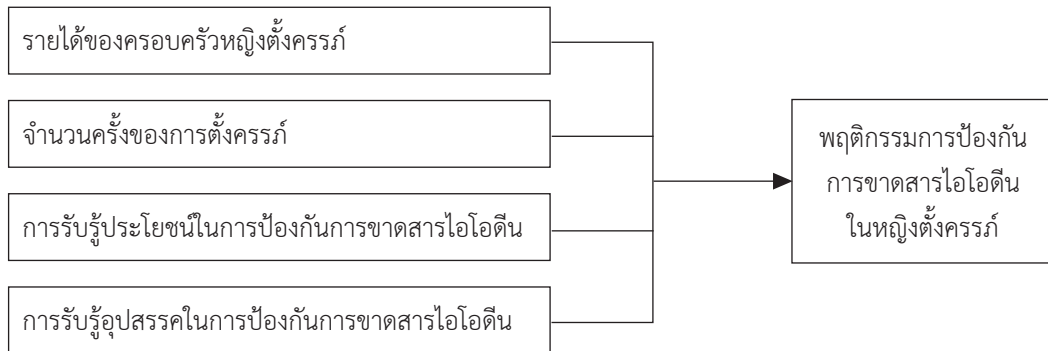 รายได้ของครอบครัวหญิงตั้งครรภ์
จำนวนครั้งของการตั้งครรภ์
การรับรู้ประโยชน์ในการป้องกันการขาดสารไอโอดีน
การรับรู้อุปสรรคในการป้องกันการขาดสารไอโอดีน
พฤติกรรมการป้องกัน
การขาดสารไอโอดีน
ในหญิงตั้งครรภ์